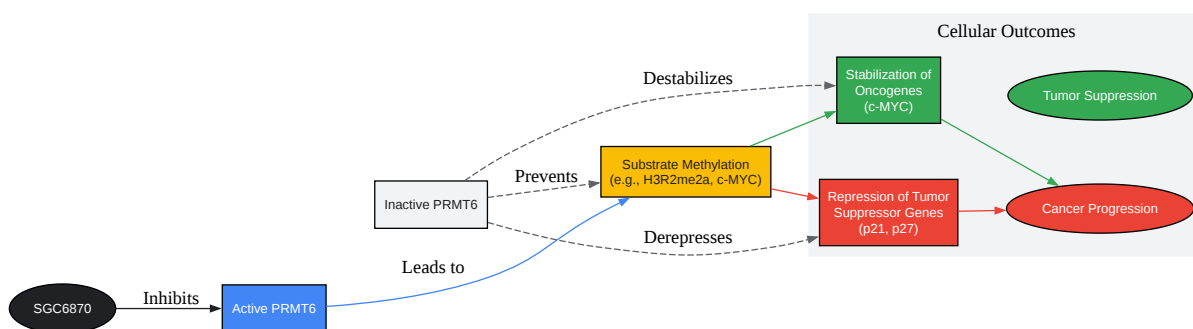 Cellular Outcomes
Destabilizes
Stabilization of
Oncogenes
(c-MYC)
Tumor Suppression
Substrate Methylation
(e.g., H3R2me2a, c-MYC)
Prevents
Inactive PRMT6
Repression of Tumor
Suppressor Genes
(p21, p27)
Cancer Progression
Derepresses
Leads to
SGC6870
Inhibits
Active PRMT6